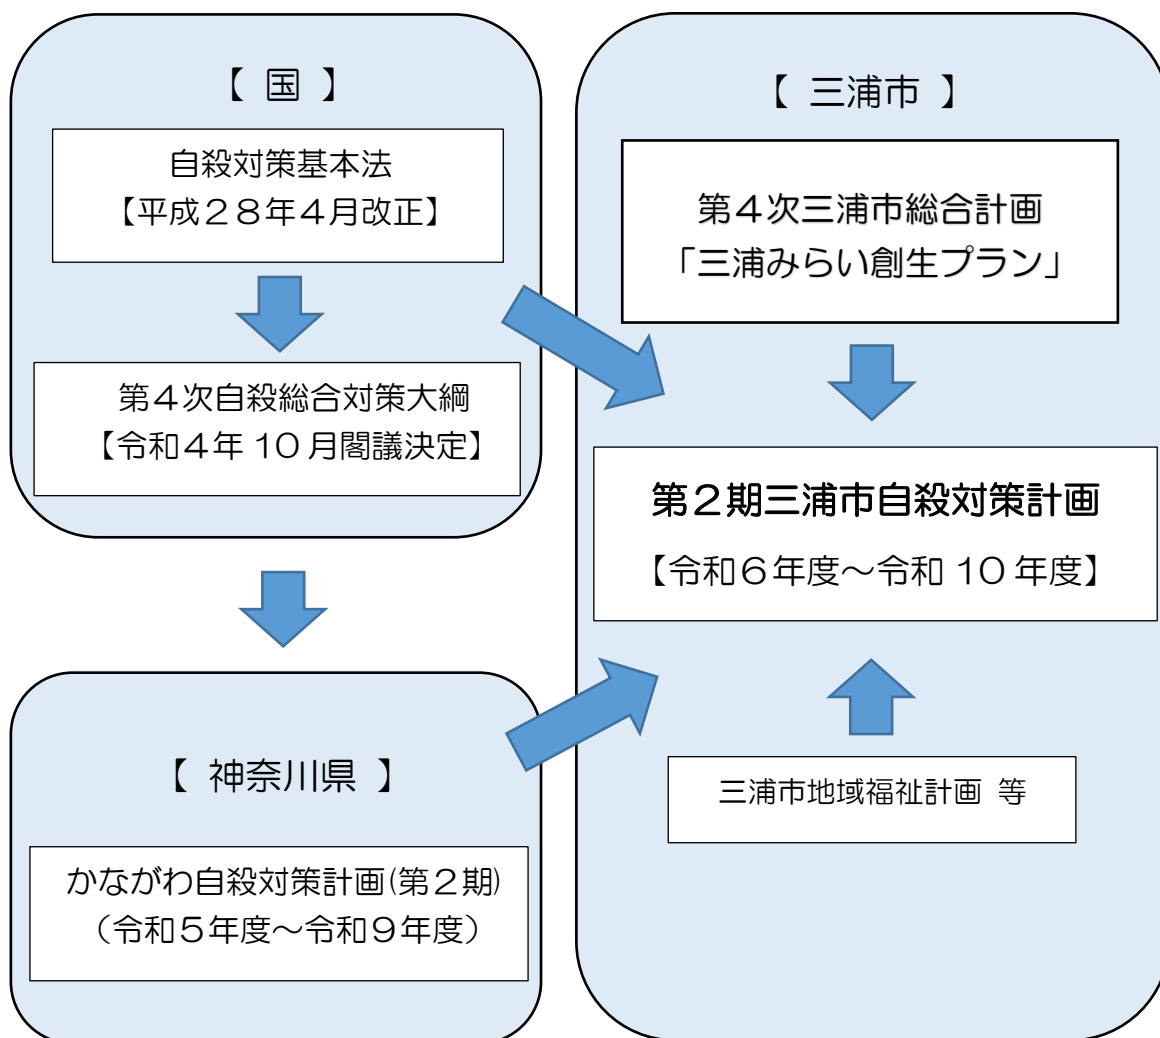 【 国 】
自殺対策基本法
【平成２８年４月改正】
第４次自殺総合対策大綱
【令和４年 10 月閣議決定】
【 神奈川県 】
かながわ自殺対策計画(第２期)
（令和５年度～令和９年度）
【 三浦市 】
第４次三浦市総合計画
「三浦みらい創生プラン」
第２期三浦市自殺対策計画
【令和６年度～令和 10 年度】
三浦市地域福祉計画 等